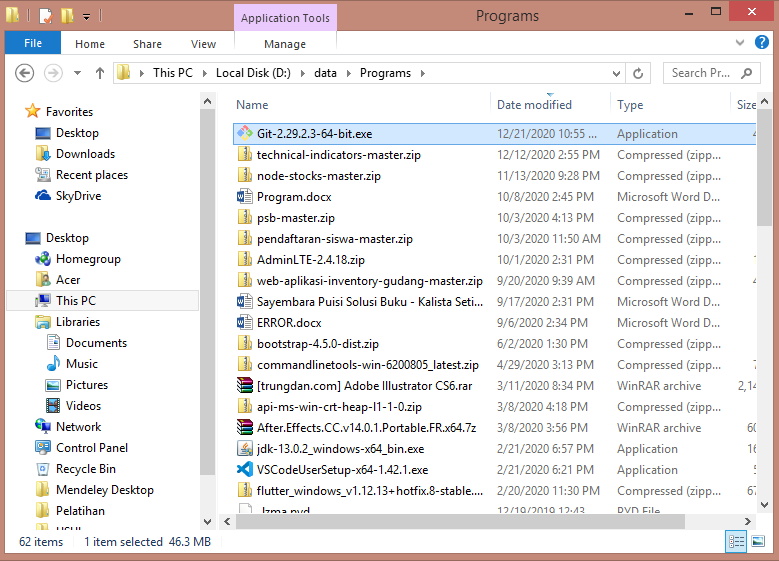 Application Tools
Programs
File
Home
Share
View
Manage
This PC
Local Disk (D:)
data
Programs
Search Pr...
Favorites
Desktop
Downloads
Recent places
SkyDrive
Desktop
Homegroup
Acer
This PC
Libraries
Documents
Music
Pictures
Videos
Network
Control Panel
Recycle Bin
Mendeley Desktop
Pelatihan
Name Date modified Type Size
Git-2.29.2.3-64-bit.exe 12/21/2020 10:55 ... Application 4
technical-indicators-master.zip 12/12/2020 2:55 PM Compressed (zipp...
node-stocks-master.zip 11/13/2020 9:28 PM Compressed (zipp...
Program.docx 10/8/2020 2:45 PM Microsoft Word D...
psb-master.zip 10/3/2020 4:13 PM Compressed (zipp...
pendaftaran-siswa-master.zip 10/3/2020 11:50 AM Compressed (zipp...
AdminLTE-2.4.18.zip 10/1/2020 2:31 PM Compressed (zipp... 1
web-aplikasi-inventory-gudang-master.zip 9/20/2020 9:39 AM Compressed (zipp... 4
Sayembara Puisi Solusi Buku - Kalista Seti... 9/17/2020 2:31 PM Microsoft Word D...
ERROR.docx 9/6/2020 2:34 PM Microsoft Word D...
bootstrap-4.5.0-dist.zip 6/2/2020 1:30 PM Compressed (zipp...
commandlinetools-win-6200805_latest.zip 4/29/2020 3:13 PM Compressed (zipp... 7
[trungdan.com] Adobe Illustrator CS6.rar 3/11/2020 8:34 PM WinRAR archive 2,14
api-ms-win-crt-heap-l1-1-0.zip 3/8/2020 4:18 PM Compressed (zipp...
After.Effects.CC.v14.0.1.Portable.FR.x64.7z 3/8/2020 3:56 PM WinRAR archive 60
jdk-13.0.2_windows-x64_bin.exe 2/21/2020 6:57 PM Application 16
VSCodeUserSetup-x64-1.42.1.exe 2/21/2020 6:21 PM Application 5
flutter_windows_v1.12.13+hotfix.8-stable.... 2/20/2020 11:30 PM Compressed (zipp... 67
_lzma.pyd 12/19/2019 12:43 PYD File
62 items 1 item selected 46.3 MB